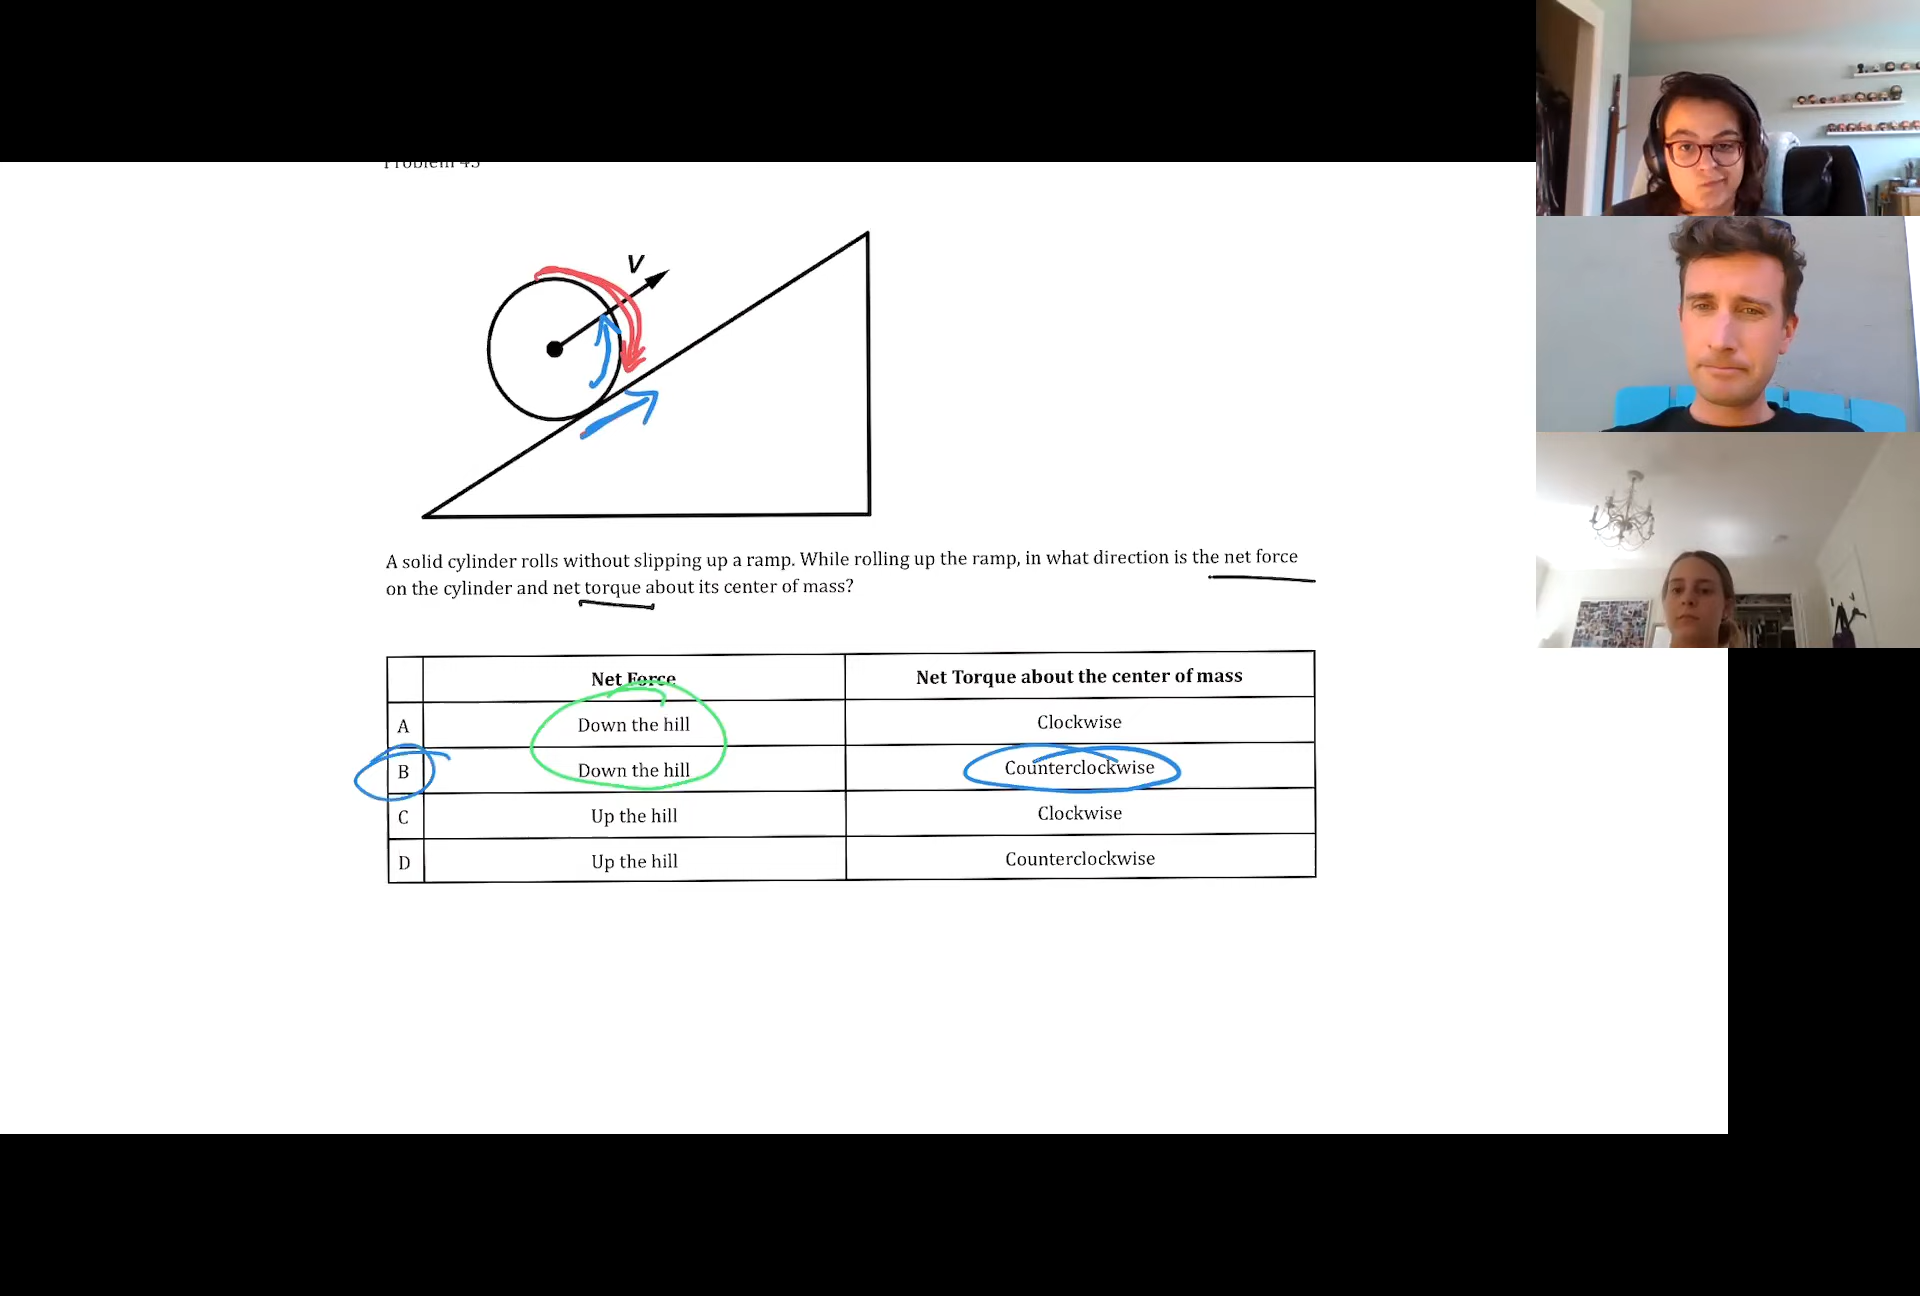 Problem 43
V
A solid cylinder rolls without slipping up a ramp. While rolling up the ramp, in what direction is the net force
on the cylinder and net torque about its center of mass?
Net Force Net Torque about the center of mass
A Down the hill Clockwise
B Down the hill Counterclockwise
C Up the hill Clockwise
D Up the hill Counterclockwise